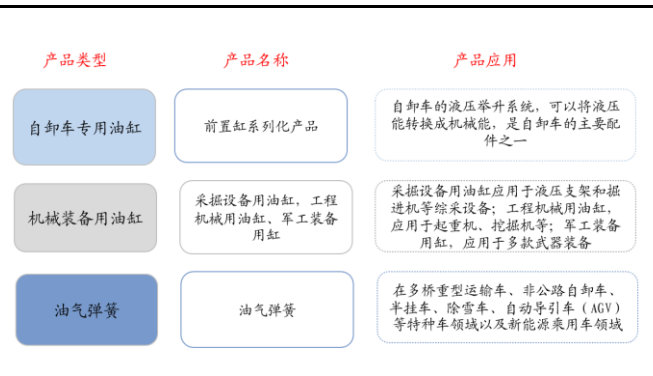 产品类型
产品名称
产品应用
自卸车专用油缸
前置缸系列化产品
自卸车的液压举升系统，可以将液压
能转换成机械能，是自卸车的主要配
件之一
机械装备用油缸
采掘设备用油缸，工程
机械用油缸、军工装备
用缸
采掘设备用油缸应用于液压支架和掘
进机等综采设备；工程机械用油缸，
应用于起重机、挖掘机等；军工装备
用缸，应用于多款武器装备
油气弹簧
油气弹簧
在多桥重型运输车、非公路自卸车、
半挂车、除雪车、自动导引车（AGV）
等特种车领域以及新能源乘用车领域